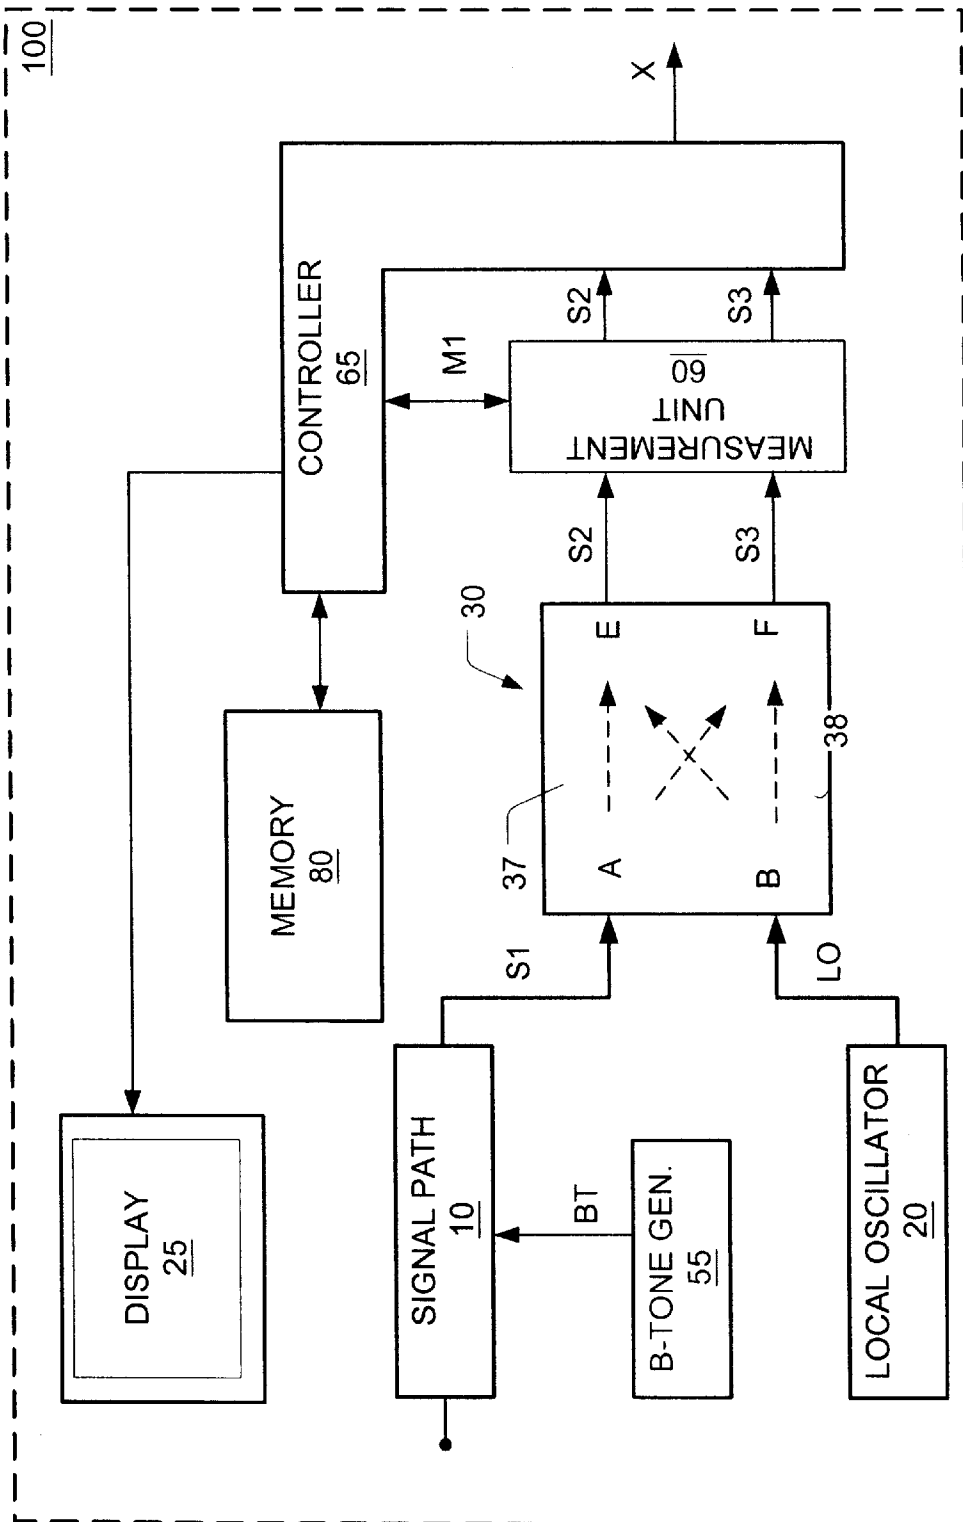 100
DISPLAY
25
MEMORY
80
CONTROLLER
65
X
M1
SIGNAL PATH
10
S1
BT
B-TONE GEN.
55
30
37
A
E
S2
S2
B
F
S3
S3
38
MEASUREMENT
UNIT
60
LO
LOCAL OSCILLATOR
20